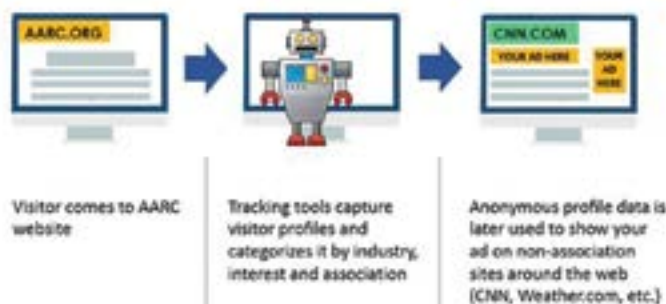 AARC.ORG
CNN.COM
YOUR AD HERE
YOUR
AD
HERE
Visitor comes to AARC
website
Tracking tools capture
visitor profiles and
categorizes it by industry,
interest and association
Anonymous profile data is
later used to show your
ad on non-association
sites around the web
(CNN, Weather.com, etc.)